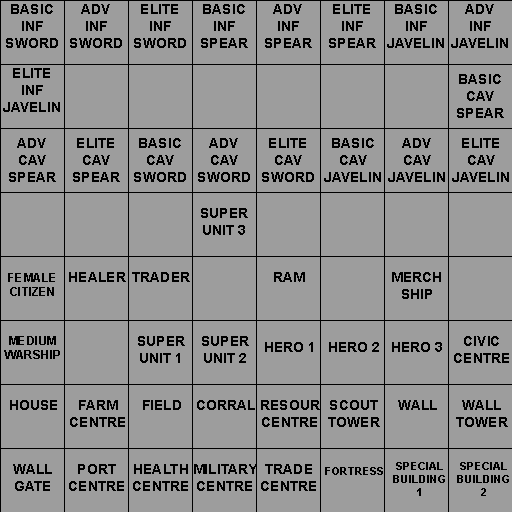 BASIC INF SWORD
ADV INF SWORD
ELITE INF SWORD
BASIC INF SPEAR
ADV INF SPEAR
ELITE INF SPEAR
BASIC INF JAVELIN
ADV INF JAVELIN
ELITE INF JAVELIN
BASIC CAV SPEAR
ADV CAV SPEAR
ELITE CAV SPEAR
BASIC CAV SWORD
ADV CAV SWORD
ELITE CAV SWORD
BASIC CAV JAVELIN
ADV CAV JAVELIN
ELITE CAV JAVELIN
SUPER UNIT 3
FEMALE CITIZEN
HEALER
TRADER
RAM
MERCH SHIP
MEDIUM WARSHIP
SUPER UNIT 1
SUPER UNIT 2
HERO 1
HERO 2
HERO 3
CIVIC CENTRE
HOUSE
FARM CENTRE
FIELD
CORRAL
RESOUR CENTRE
SCOUT TOWER
WALL
WALL TOWER
WALL GATE
PORT CENTRE
HEALTH CENTRE
MILITARY CENTRE
TRADE CENTRE
FORTRESS
SPECIAL BUILDING 1
SPECIAL BUILDING 2